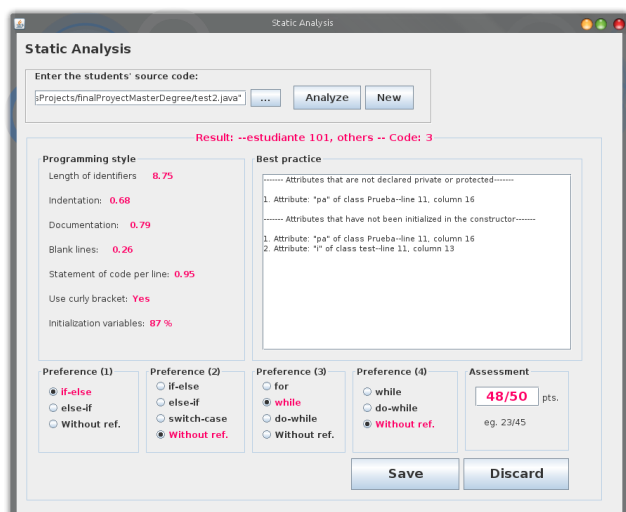 Static Analysis
Static Analysis
Enter the students' source code:
sProjects/finalProyectMasterDegree/test2.java"
...
Analyze
New
Result: --estudiante 101, others -- Code: 3
Programming style
Length of identifiers 8.75
Indentation: 0.68
Documentation: 0.79
Blank lines: 0.26
Statement of code per line: 0.95
Use curly bracket: Yes
Initialization variables: 87 %
Best practice
------- Attributes that are not declared private or protected-------
1. Attribute: "pa" of class Prueba--line 11, column 16
------- Attributes that have not been initialized in the constructor-------
1. Attribute: "pa" of class Prueba--line 11, column 16
2. Attribute: "i" of class test--line 11, column 13
Preference (1)
if-else
else-if
Without ref.
Preference (2)
if-else
else-if
switch-case
Without ref.
Preference (3)
for
while
do-while
Without ref.
Preference (4)
while
do-while
Without ref.
Assessment
48/50 pts.
eg. 23/45
Save
Discard